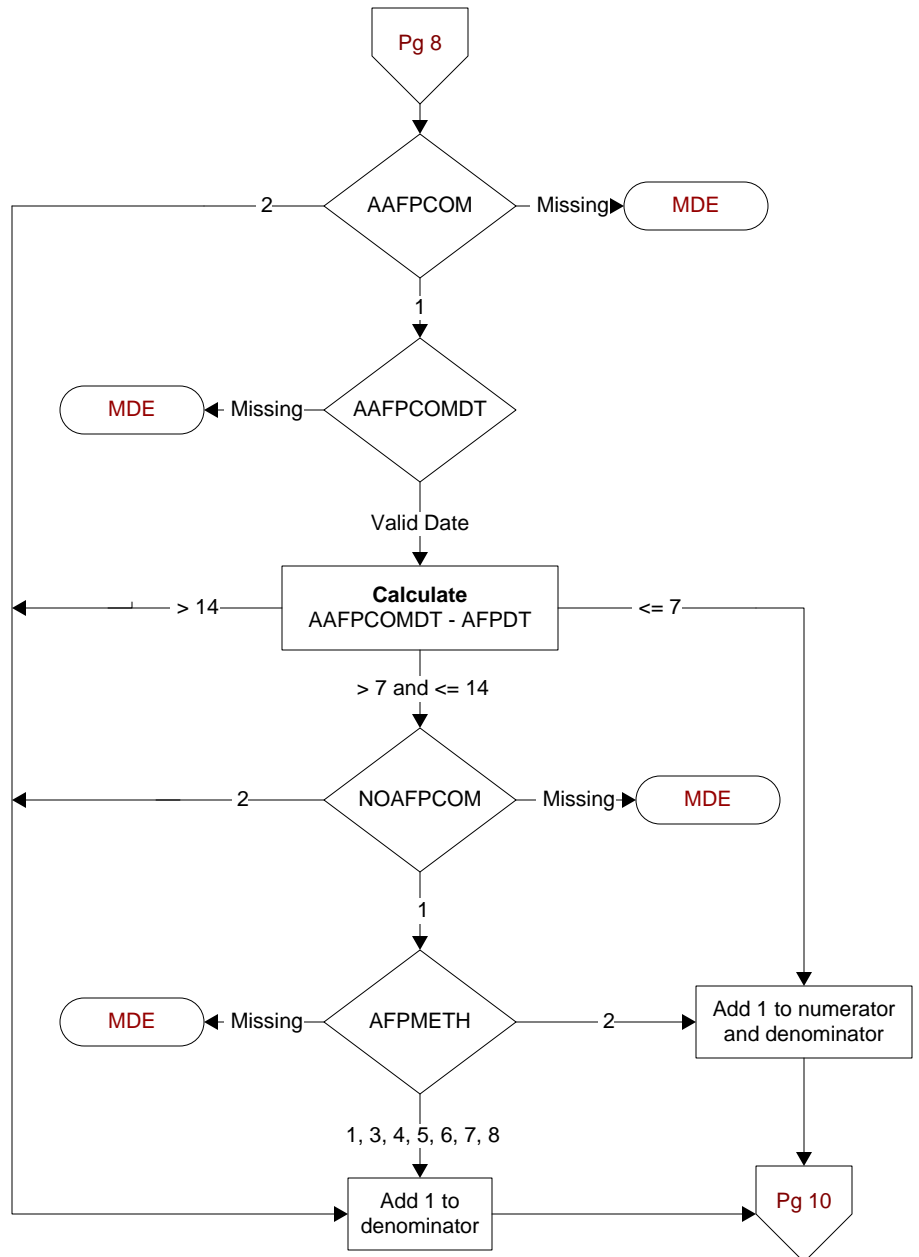 Pg 8
2
AAFPCOM
Missing
MDE
1
MDE
Missing
AAFPCOMDT
Valid Date
> 14
Calculate
AAFPCOMDT - AFPDT
<= 7
> 7 and <= 14
2
NOAFPCOM
Missing
MDE
1
MDE
Missing
AFPMETH
2
Add 1 to numerator
and denominator
1, 3, 4, 5, 6, 7, 8
Add 1 to
denominator
Pg 10